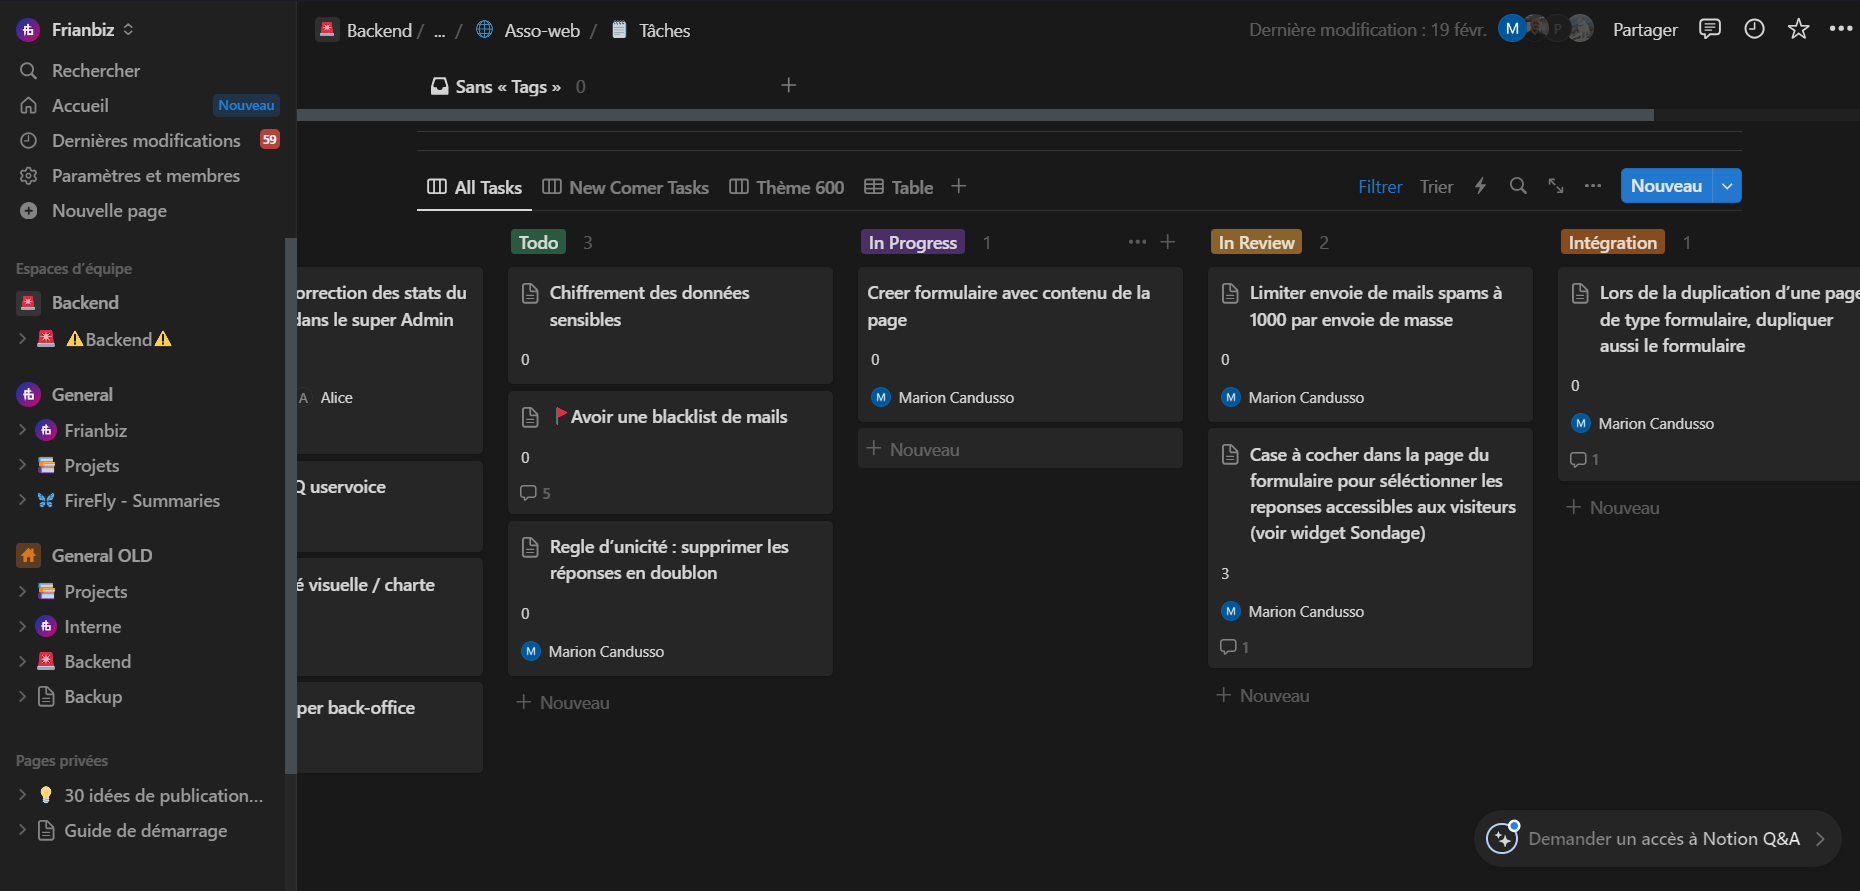 Frianbiz
Rechercher
Accueil
Nouveau
Dernières modifications
59
Paramètres et membres
Nouvelle page
Espaces d’équipe
Backend
Backend
General
Frianbiz
Projets
FireFly - Summaries
General OLD
Projects
Interne
Backend
Backup
Pages privées
30 idées de publication...
Guide de démarrage
Backend / ... / Asso-web / Tâches
Dernière modification : 19 févr.
M
P
Partager
Sans « Tags » 0
All Tasks
New Comer Tasks
Thème 600
Table
Filtrer
Trier
Nouveau
orrection des stats du
dans le super Admin
A Alice
Q uservoice
é visuelle / charte
per back-office
Todo 3
Chiffrement des données
sensibles
0
Avoir une blacklist de mails
0
5
Regle d’unicité : supprimer les
réponses en doublon
0
M Marion Candusso
Nouveau
In Progress 1
Creer formulaire avec contenu de la
page
0
M Marion Candusso
Nouveau
In Review 2
Limiter envoie de mails spams à
1000 par envoie de masse
0
M Marion Candusso
Case à cocher dans la page du
formulaire pour séléctionner les
reponses accessibles aux visiteurs
(voir widget Sondage)
3
M Marion Candusso
1
Nouveau
Intégration 1
Lors de la duplication d’une page
de type formulaire, dupliquer
aussi le formulaire
0
M Marion Candusso
1
Nouveau
Demander un accès à Notion Q&A